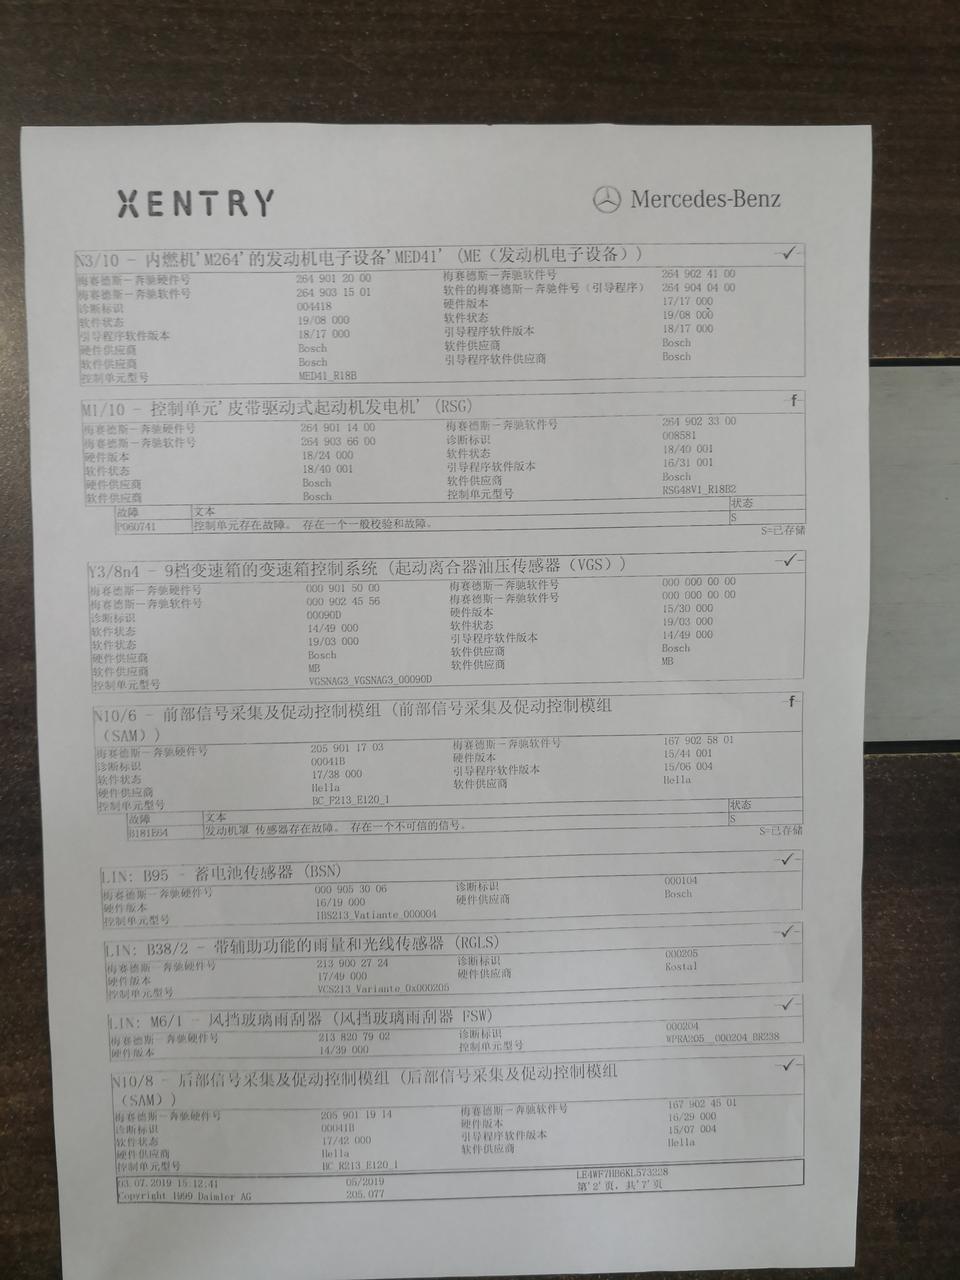 XENTRY Mercedes-Benz
N3/10 - 内燃机'M264'的发动机电子设备'MED41' (ME（发动机电子设备）) ✓
梅赛德斯－奔驰硬件号 264 901 20 00 梅赛德斯－奔驰软件号 264 902 41 00
梅赛德斯－奔驰软件号 264 903 15 01 软件的梅赛德斯－奔驰件号（引导程序） 264 904 04 00
诊断标识 004418 硬件版本 17/17 000
软件状态 19/08 000 软件状态 19/08 000
引导程序软件版本 18/17 000 引导程序软件版本 18/17 000
硬件供应商 Bosch 软件供应商 Bosch
软件供应商 Bosch 引导程序软件供应商 Bosch
控制单元型号 MED41_R18B
M1/10 - 控制单元'皮带驱动式起动机发电机' (RSG) f
梅赛德斯－奔驰硬件号 264 901 14 00 梅赛德斯－奔驰软件号 264 902 33 00
梅赛德斯－奔驰软件号 264 903 66 00 诊断标识 008581
硬件版本 18/24 000 软件状态 18/40 001
软件状态 18/40 001 引导程序软件版本 16/31 001
硬件供应商 Bosch 软件供应商 Bosch
软件供应商 Bosch 控制单元型号 RSG48V1_R18B2
故障 文本 状态
P060741 控制单元存在故障。 存在一个一般校验和故障。 S
S=已存储
Y3/8n4 - 9档变速箱的变速箱控制系统 (起动离合器油压传感器（VGS）) ✓
梅赛德斯－奔驰硬件号 000 901 50 00 梅赛德斯－奔驰软件号 000 000 00 00
梅赛德斯－奔驰软件号 000 902 45 56 梅赛德斯－奔驰软件号 000 000 00 00
诊断标识 00090D 硬件版本 15/30 000
软件状态 14/49 000 软件状态 19/03 000
软件状态 19/03 000 引导程序软件版本 14/49 000
硬件供应商 Bosch 软件供应商 Bosch
软件供应商 MB 软件供应商 MB
控制单元型号 VGSNAG3_VGSNAG3_00090D
N10/6 - 前部信号采集及促动控制模组 (前部信号采集及促动控制模组 f
（SAM）)
梅赛德斯－奔驰硬件号 205 901 17 03 梅赛德斯－奔驰软件号 167 902 58 01
诊断标识 00041B 硬件版本 15/44 001
软件状态 17/38 000 引导程序软件版本 15/06 004
硬件供应商 Hella 软件供应商 Hella
控制单元型号 BC_F213_E120_1
故障 文本 状态
B181E64 发动机罩 传感器存在故障。 存在一个不可信的信号。 S
S=已存储
LIN: B95 - 蓄电池传感器 (BSN) ✓
梅赛德斯－奔驰硬件号 000 905 30 06 诊断标识 000104
硬件版本 16/19 000 硬件供应商 Bosch
控制单元型号 IBS213_Vatiante_000004
LIN: B38/2 - 带辅助功能的雨量和光线传感器 (RGLS) ✓
梅赛德斯－奔驰硬件号 213 900 27 24 诊断标识 000205
硬件版本 17/49 000 硬件供应商 Kostal
控制单元型号 VCS213_Variante_0x000205
LIN: M6/1 - 风挡玻璃雨刮器 (风挡玻璃雨刮器 FSW) ✓
梅赛德斯－奔驰硬件号 213 820 79 02 诊断标识 000204
硬件版本 14/39 000 控制单元型号 WPRA205__000204_BR238
N10/8 - 后部信号采集及促动控制模组 (后部信号采集及促动控制模组 ✓
（SAM）)
梅赛德斯－奔驰硬件号 205 901 19 14 梅赛德斯－奔驰软件号 167 902 45 01
诊断标识 00041B 硬件版本 16/29 000
软件状态 17/42 000 引导程序软件版本 15/07 004
硬件供应商 Hella 软件供应商 Hella
控制单元型号 BC_R213_E120_1
03.07.2019 15:12:41 05/2019 LE4WF7HB6KL573228
Copyright 1999 Daimler AG 205.077 第'2'页，共'7'页